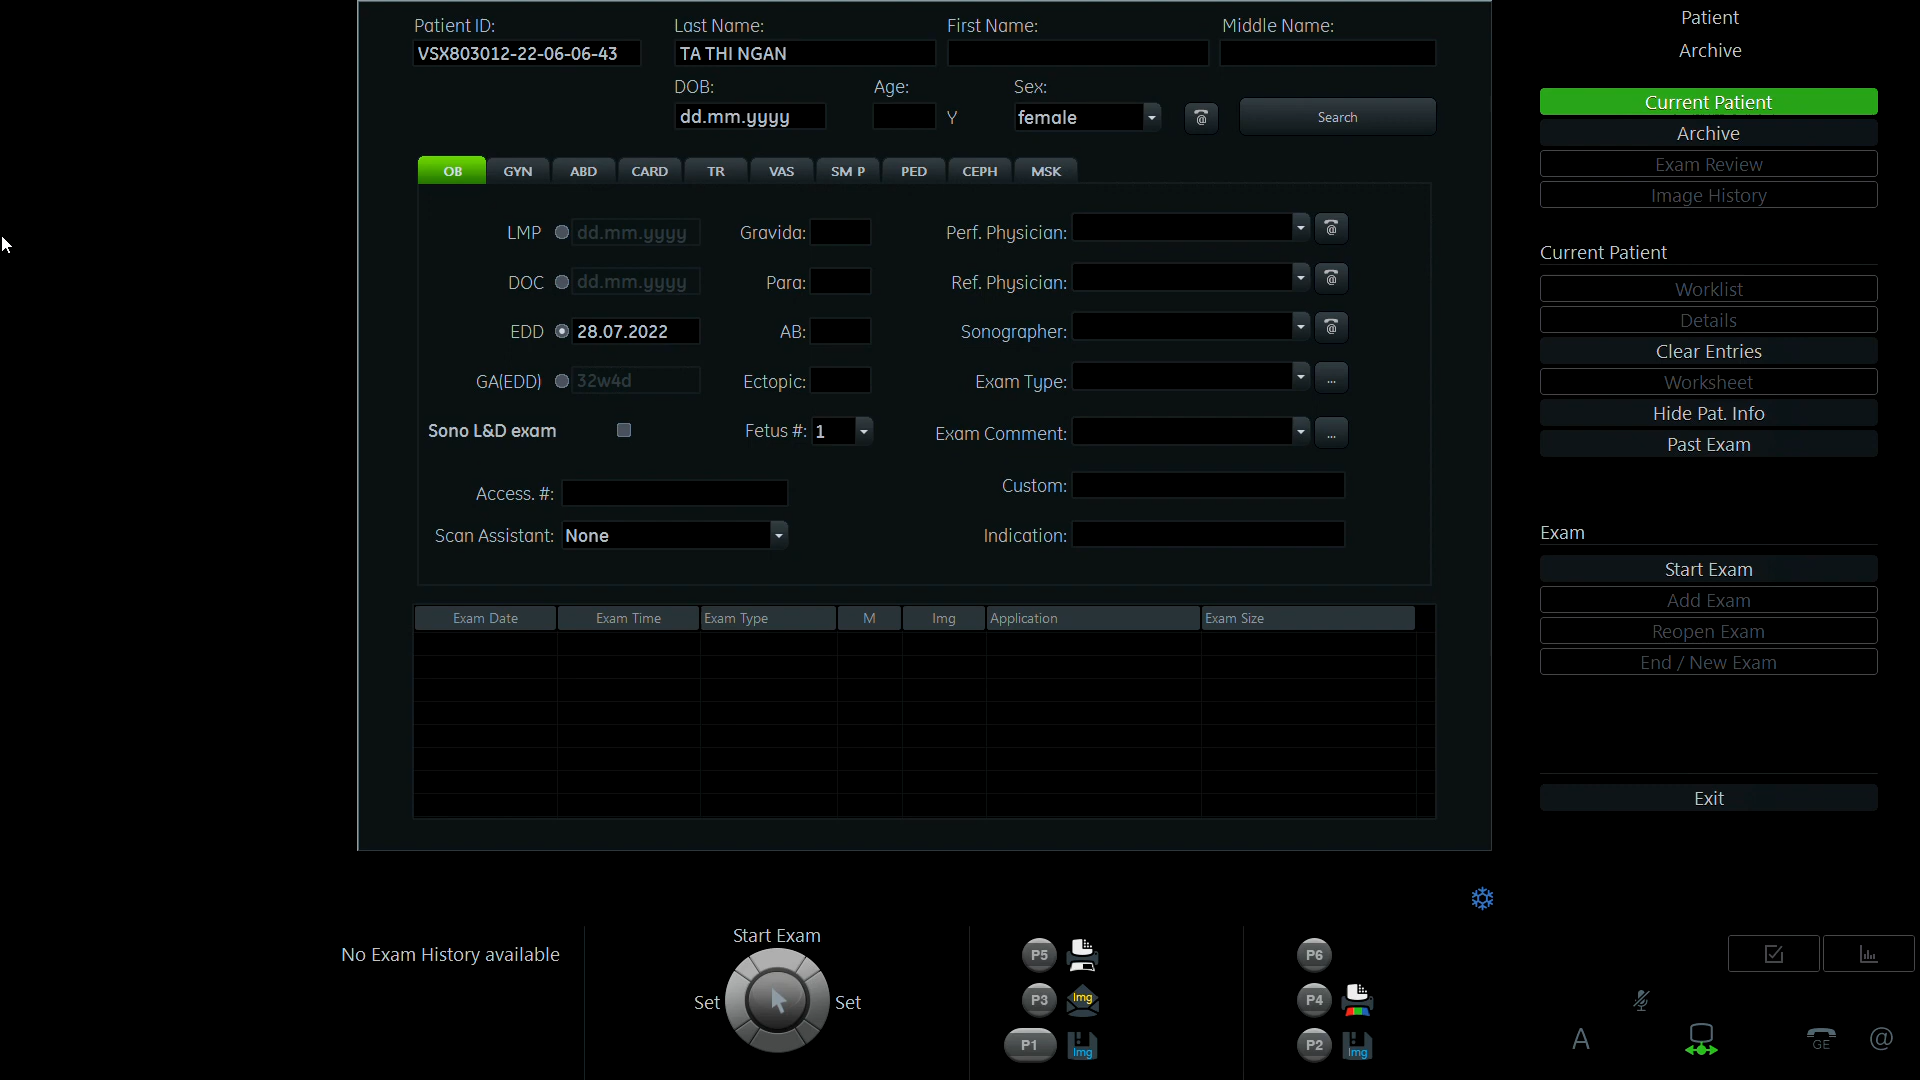 Patient ID: Last Name: First Name: Middle Name:
VSX803012-22-06-06-43 TA THI NGAN
DOB: Age: Sex:
dd.mm.yyyy Y female @ Search
OB GYN ABD CARD TR VAS SM P PED CEPH MSK
LMP dd.mm.yyyy Gravida: Perf. Physician: @
DOC dd.mm.yyyy Para: Ref. Physician: @
EDD 28.07.2022 AB: Sonographer: @
GA(EDD) 32w4d Ectopic: Exam Type: ...
Sono L&D exam Fetus #: 1 Exam Comment: ...
Access. #: Custom:
Scan Assistant: None Indication:
Exam Date Exam Time Exam Type M Img Application Exam Size
No Exam History available
Start Exam
Set Set
P5
P3 Img
P1 Img
P6
P4
P2 Img
Patient
Archive
Current Patient
Archive
Exam Review
Image History
Current Patient
Worklist
Details
Clear Entries
Worksheet
Hide Pat. Info
Past Exam
Exam
Start Exam
Add Exam
Reopen Exam
End / New Exam
Exit
A GE @